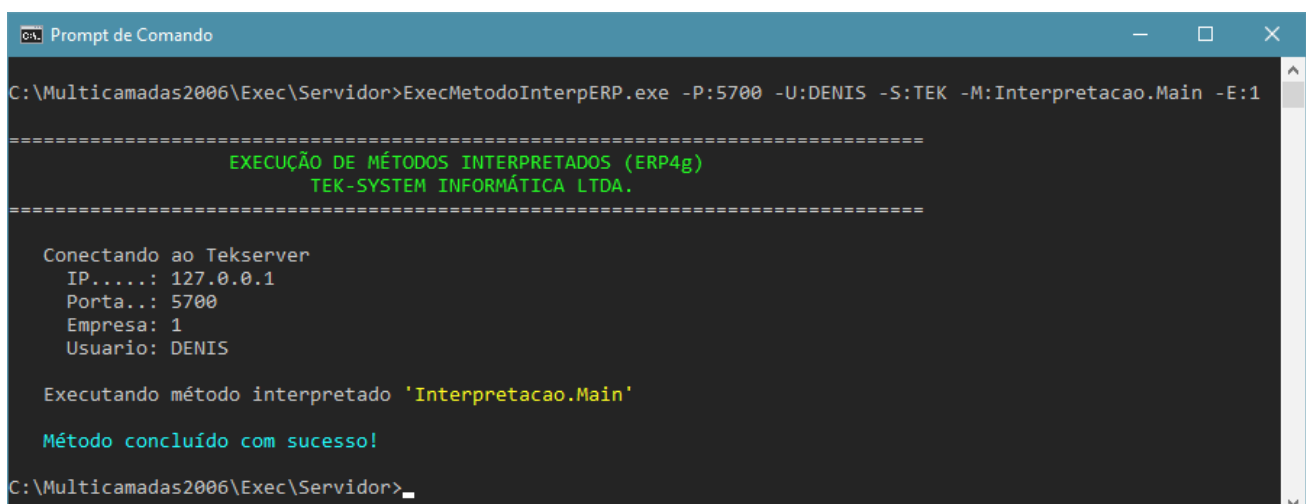 Prompt de Comando
C:\Multicamadas2006\Exec\Servidor>ExecMetodoInterpERP.exe -P:5700 -U:DENIS -S:TEK -M:Interpretacao.Main -E:1
===============================================================================
EXECUÇÃO DE MÉTODOS INTERPRETADOS (ERP4g)
TEK-SYSTEM INFORMÁTICA LTDA.
===============================================================================
Conectando ao Tekserver
IP.....: 127.0.0.1
Porta..: 5700
Empresa: 1
Usuario: DENIS
Executando método interpretado 'Interpretacao.Main'
Método concluído com sucesso!
C:\Multicamadas2006\Exec\Servidor>